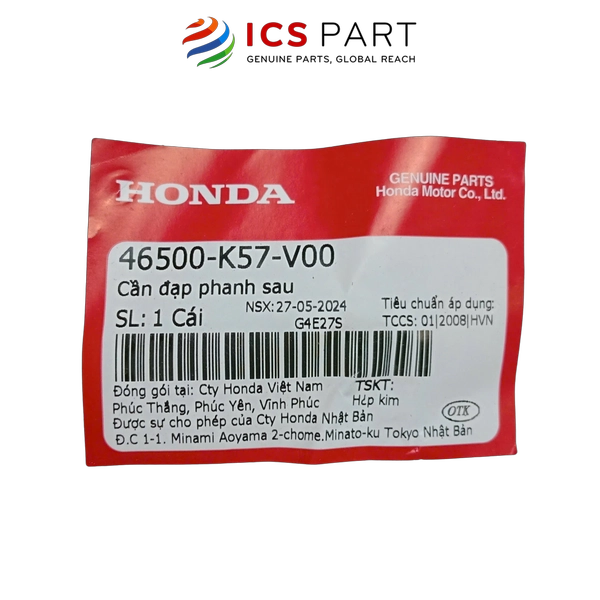 ICS PART
GENUINE PARTS, GLOBAL REACH
HONDA
GENUINE PARTS
Honda Motor Co., Ltd.
46500-K57-V00
Cần đạp phanh sau
NSX: 27-05-2024
Tiêu chuẩn áp dụng:
SL: 1 Cái
G4E27S
TCCS: 01|2008|HVN
Đóng gói tại: Cty Honda Việt Nam
TSKT:
Phúc Thắng, Phúc Yên, Vĩnh Phúc
Hợp kim
Được sự cho phép của Cty Honda Nhật Bản
OTK
Đ.C 1-1. Minami Aoyama 2-chome.Minato-ku Tokyo Nhật Bản